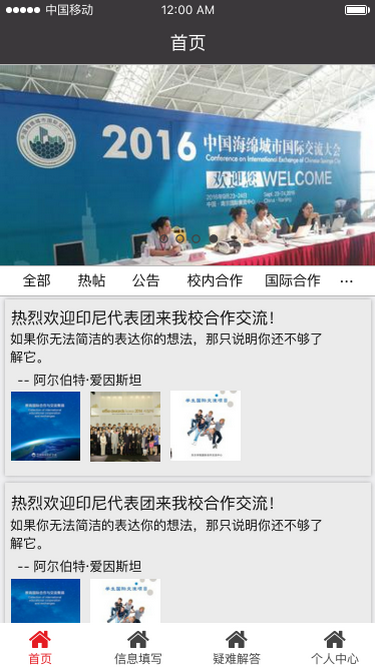 中国移动 12:00 AM
首页
2016 中国海绵城市国际交流大会
Conference on International Exchange of Chinese Sponge City
欢迎您 WELCOME
全部 热帖 公告 校内合作 国际合作 ...
热烈欢迎印尼代表团来我校合作交流！
如果你无法简洁的表达你的想法，那只说明你还不够了
解它。
-- 阿尔伯特·爱因斯坦
热烈欢迎印尼代表团来我校合作交流！
如果你无法简洁的表达你的想法，那只说明你还不够了
解它。
-- 阿尔伯特·爱因斯坦
首页 信息填写 疑难解答 个人中心